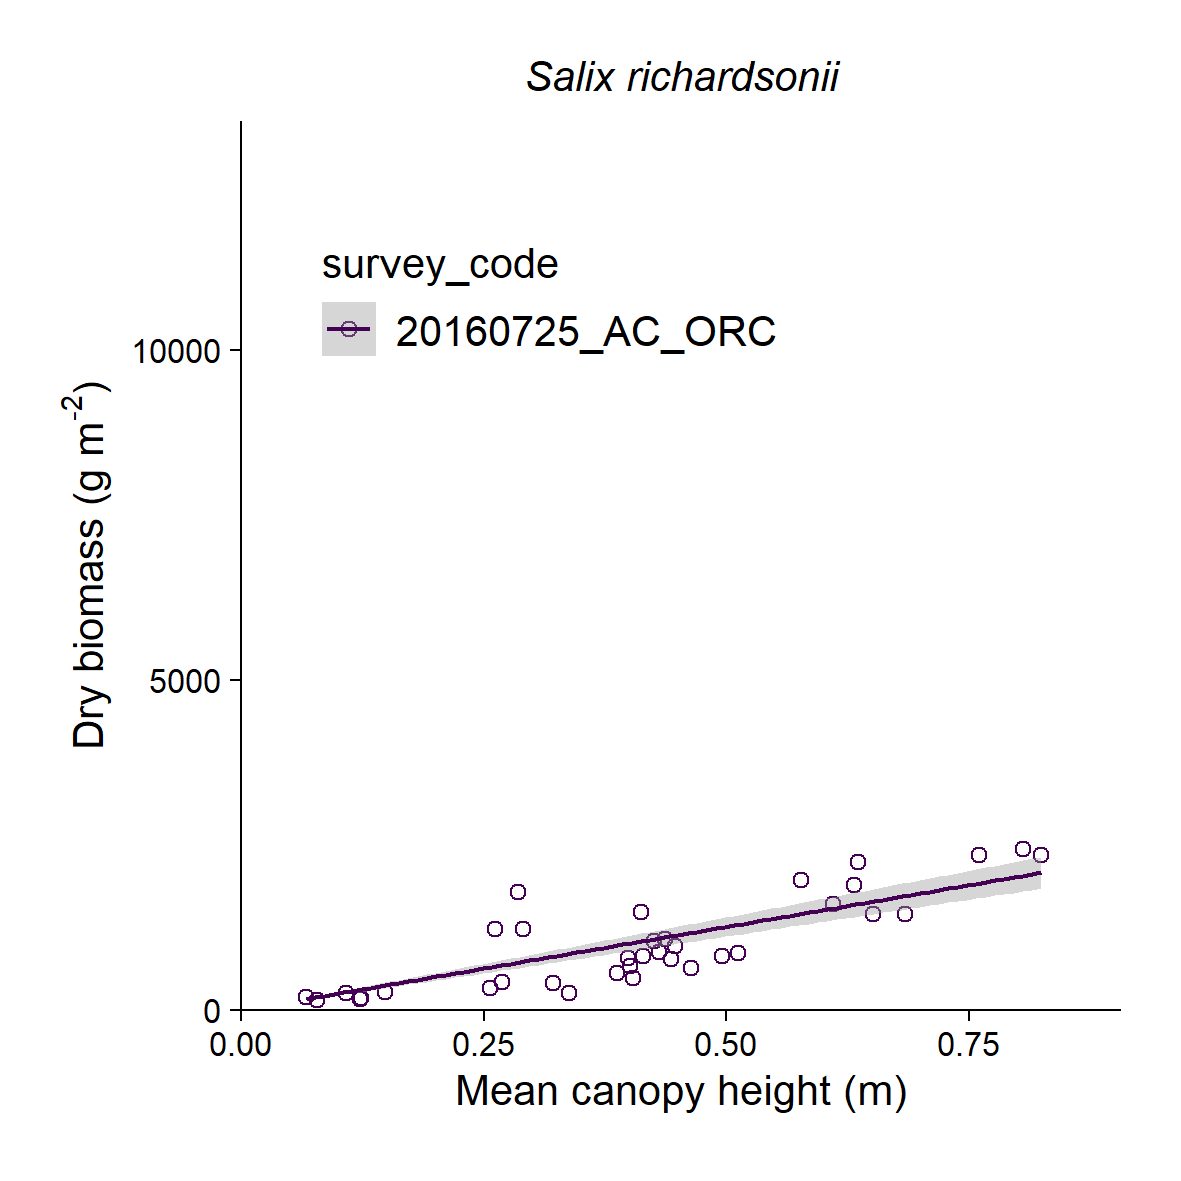 Salix richardsonii
survey_code
20160725_AC_ORC
Dry biomass (g m⁻²)
10000
5000
0
0.00 0.25 0.50 0.75
Mean canopy height (m)